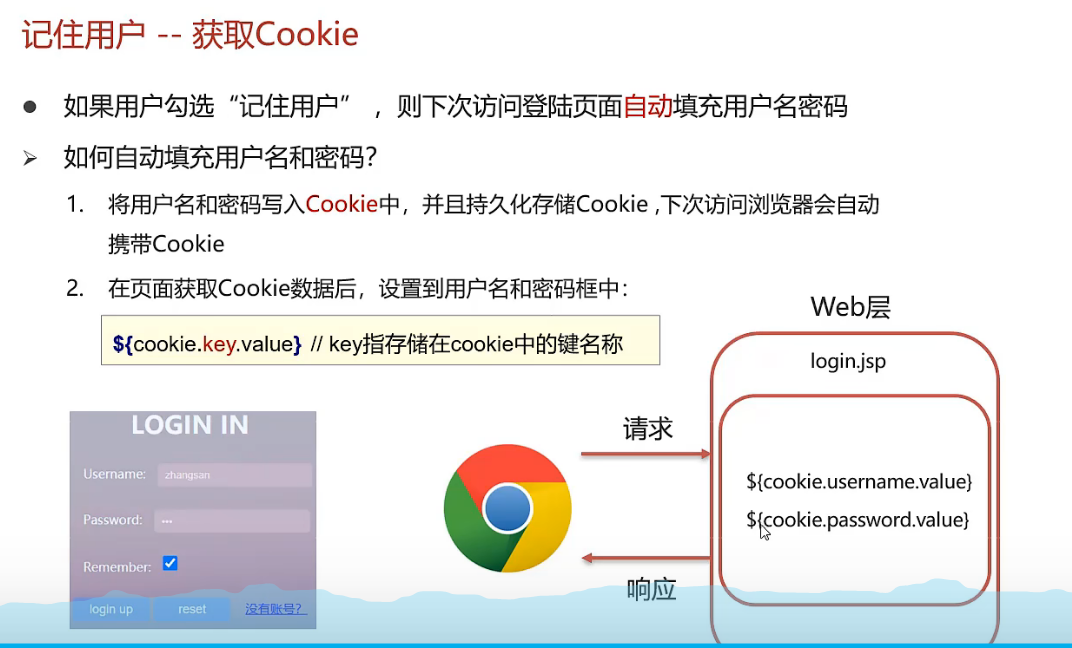 记住用户 -- 获取Cookie
● 如果用户勾选“记住用户” ，则下次访问登陆页面自动填充用户名密码
➢ 如何自动填充用户名和密码？
1. 将用户名和密码写入Cookie中，并且持久化存储Cookie ,下次访问浏览器会自动
携带Cookie
2. 在页面获取Cookie数据后，设置到用户名和密码框中：
${cookie.key.value} // key指存储在cookie中的键名称
LOGIN IN
Username: zhangsan
Password: •••
Remember:
login up reset 没有账号?
请求
响应
Web层
login.jsp
${cookie.username.value}
${cookie.password.value}